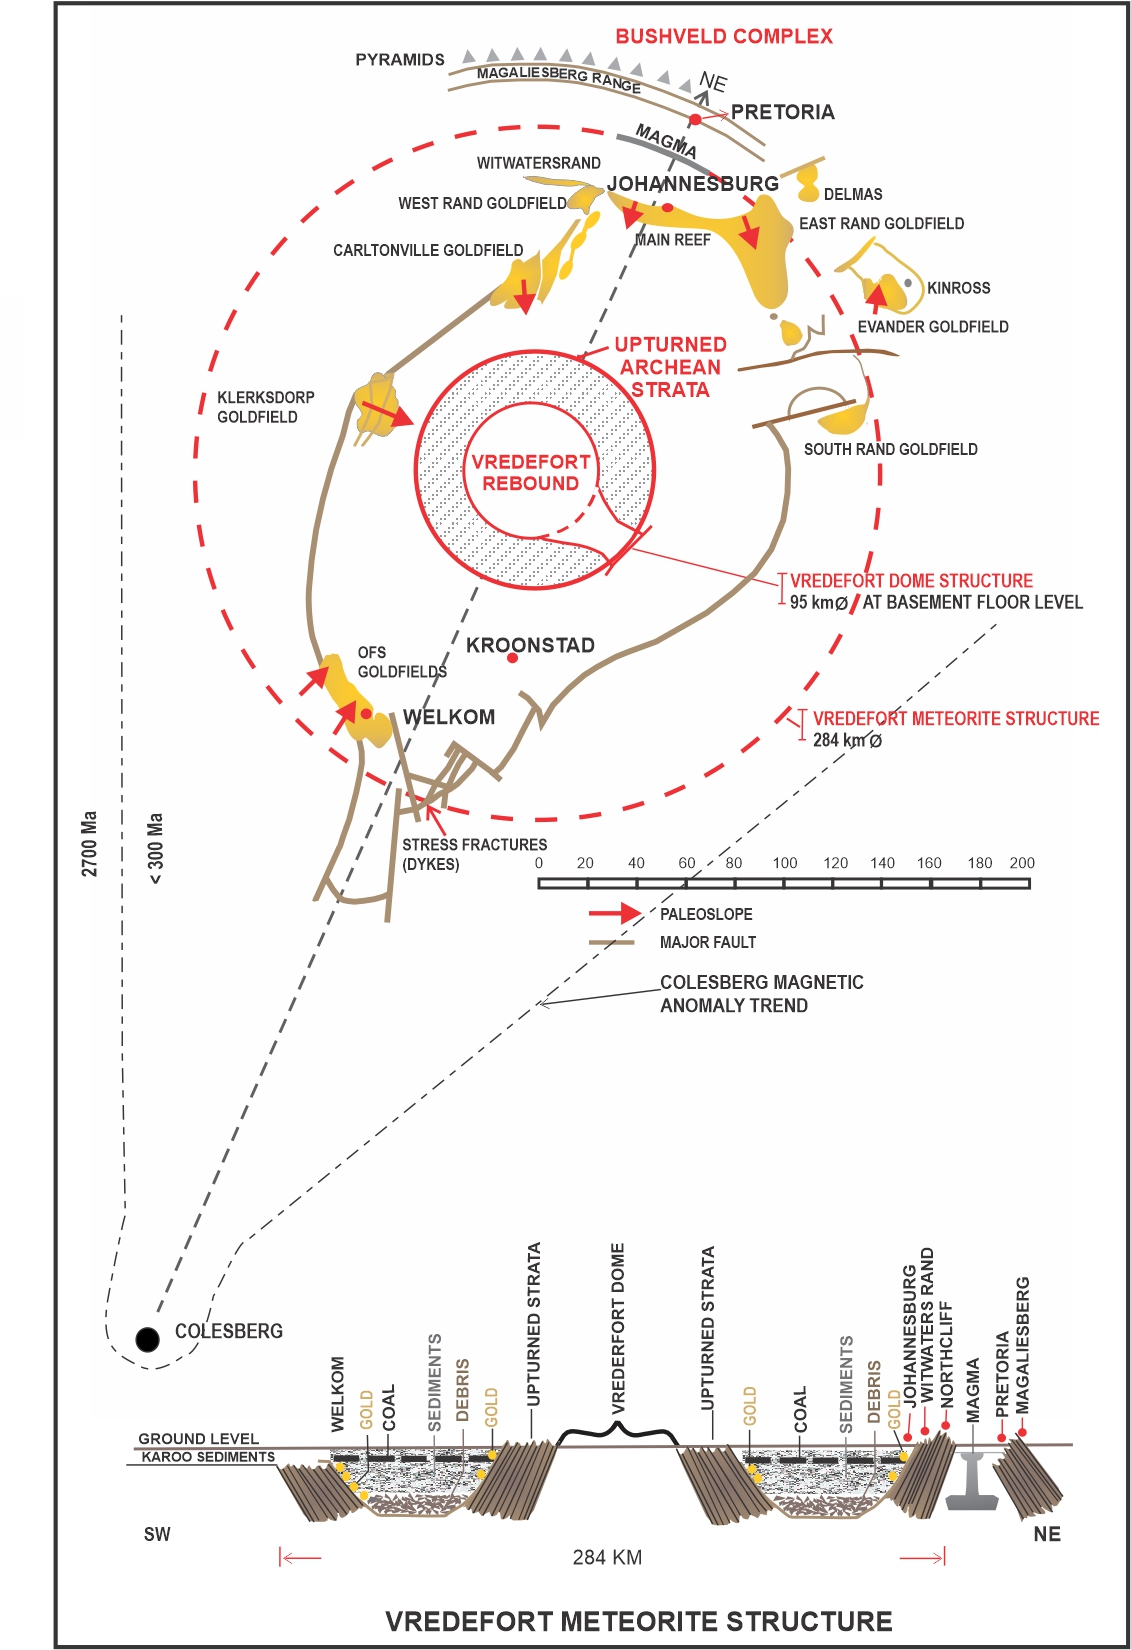 BUSHVELD COMPLEX
PYRAMIDS
MAGALIESBERG RANGE
NE
PRETORIA
MAGMA
WITWATERSRAND
JOHANNESBURG
DELMAS
WEST RAND GOLDFIELD
EAST RAND GOLDFIELD
MAIN REEF
CARLTONVILLE GOLDFIELD
KINROSS
EVANDER GOLDFIELD
UPTURNED
ARCHEAN
STRATA
KLERKSDORP
GOLDFIELD
SOUTH RAND GOLDFIELD
VREDEFORT
REBOUND
VREDEFORT DOME STRUCTURE
95 kmØ AT BASEMENT FLOOR LEVEL
KROONSTAD
OFS
GOLDFIELDS
WELKOM
VREDEFORT METEORITE STRUCTURE
284 km Ø
2700 Ma
< 300 Ma
STRESS FRACTURES
(DYKES)
0 20 40 60 80 100 120 140 160 180 200
PALEOSLOPE
MAJOR FAULT
COLESBERG MAGNETIC
ANOMALY TREND
COLESBERG
WELKOM
GOLD
COAL
SEDIMENTS
DEBRIS
GOLD
UPTURNED STRATA
VREDERFORT DOME
UPTURNED STRATA
GOLD
COAL
SEDIMENTS
DEBRIS
GOLD
JOHANNESBURG
WITWATERS RAND
NORTHCLIFF
MAGMA
PRETORIA
MAGALIESBERG
GROUND LEVEL
KAROO SEDIMENTS
SW
NE
284 KM
VREDEFORT METEORITE STRUCTURE